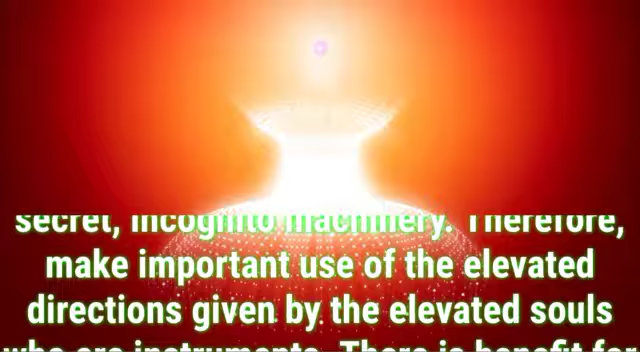 secret, incognito machinery. Therefore,
make important use of the elevated
directions given by the elevated souls
who are instruments. There is benefit for